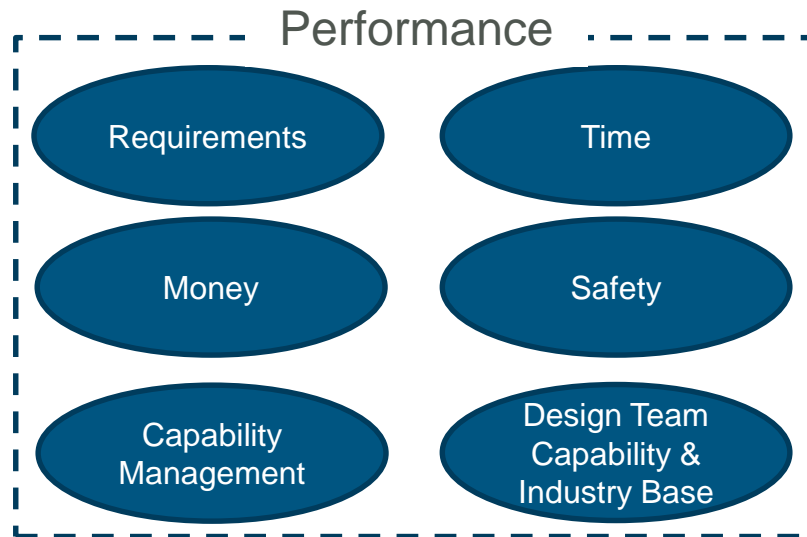 Performance
Requirements
Time
Money
Safety
Capability
Management
Design Team
Capability &
Industry Base